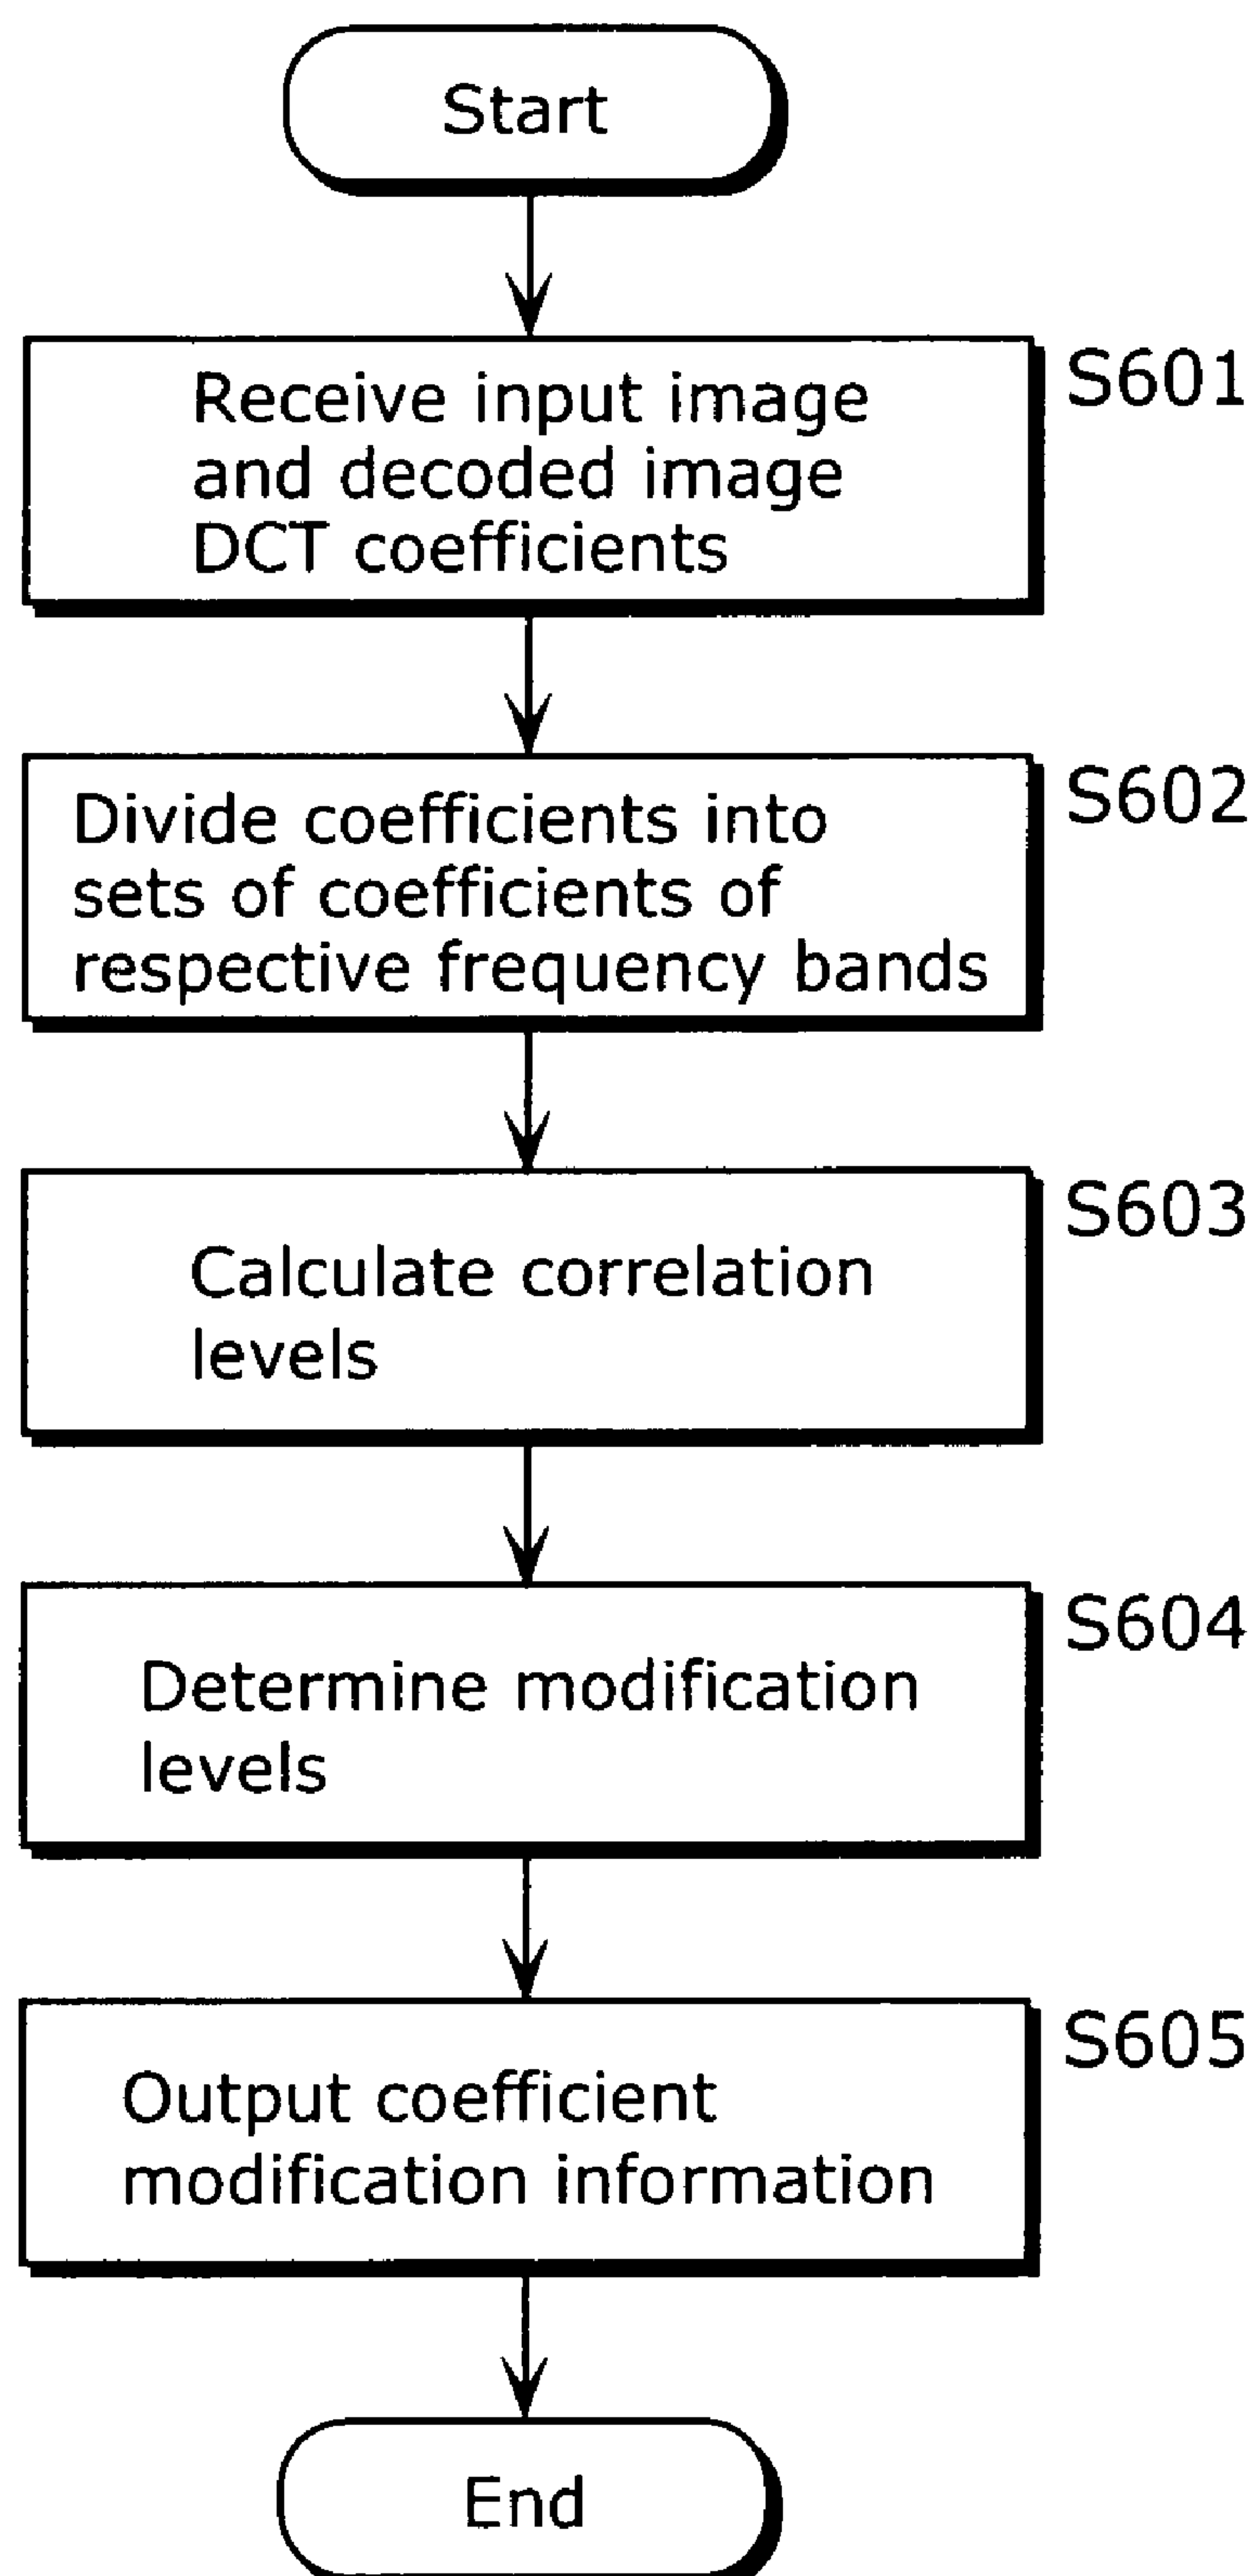 Start
Receive input image
and decoded image
DCT coefficients
S601
Divide coefficients into
sets of coefficients of
respective frequency bands
S602
Calculate correlation
levels
S603
Determine modification
levels
S604
Output coefficient
modification information
S605
End